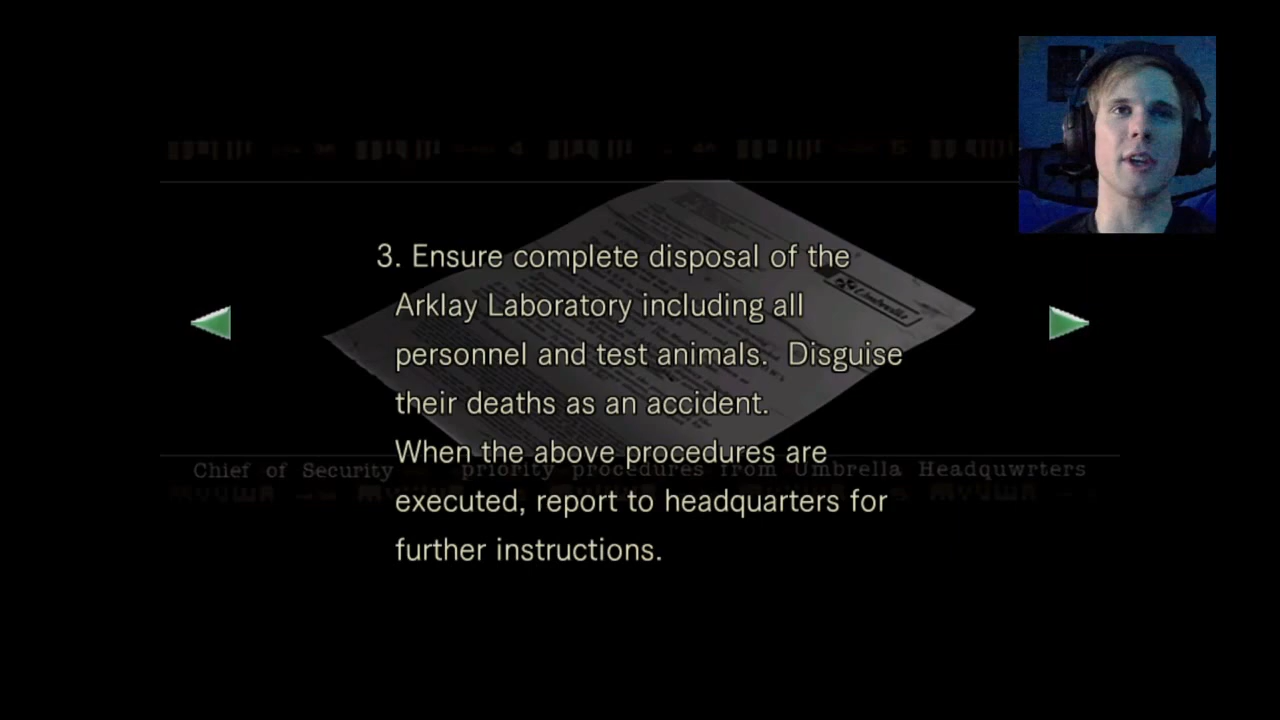 3. Ensure complete disposal of the
Arklay Laboratory including all
personnel and test animals.  Disguise
their deaths as an accident.
When the above procedures are
executed, report to headquarters for
further instructions.
Umbrella
Chief of Security priority procedures from Umbrella Headquwrters